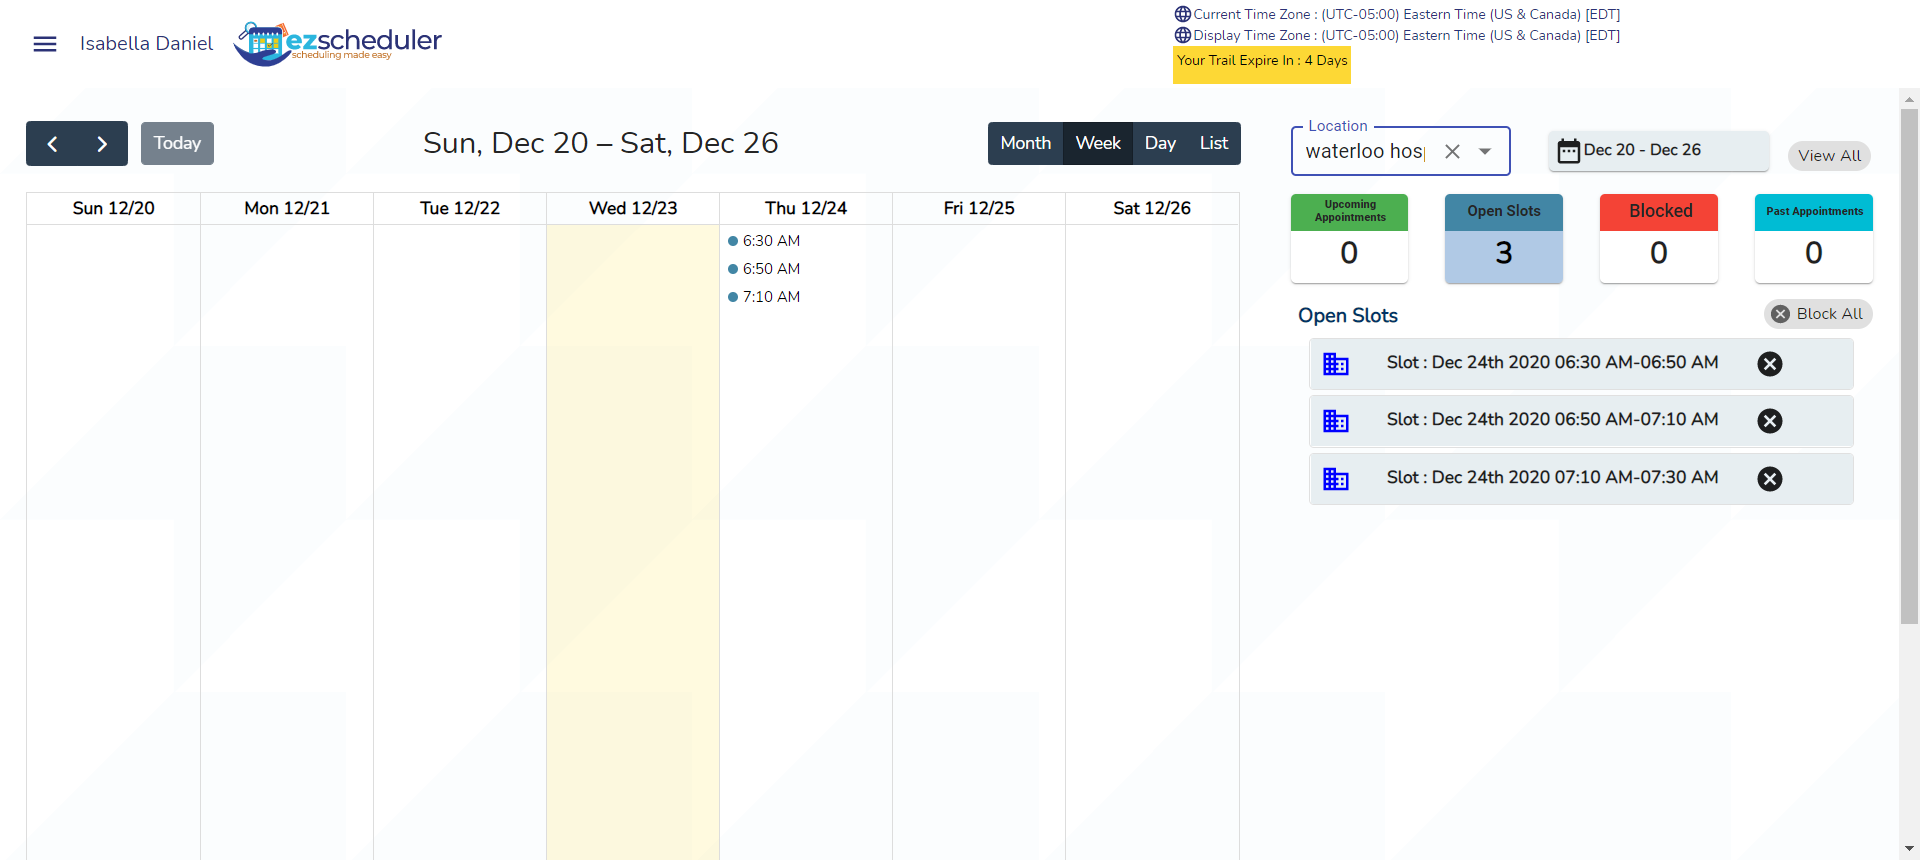 Isabella Daniel
ezscheduler
scheduling made easy
Current Time Zone : (UTC-05:00) Eastern Time (US & Canada) [EDT]
Display Time Zone : (UTC-05:00) Eastern Time (US & Canada) [EDT]
Your Trail Expire In : 4 Days
Today
Sun, Dec 20 – Sat, Dec 26
Month Week Day List
Sun 12/20 Mon 12/21 Tue 12/22 Wed 12/23 Thu 12/24 Fri 12/25 Sat 12/26
6:30 AM
6:50 AM
7:10 AM
Location
waterloo hosp
Dec 20 - Dec 26
View All
Upcoming
Appointments
0
Open Slots
3
Blocked
0
Past Appointments
0
Open Slots
Block All
Slot : Dec 24th 2020 06:30 AM-06:50 AM
Slot : Dec 24th 2020 06:50 AM-07:10 AM
Slot : Dec 24th 2020 07:10 AM-07:30 AM